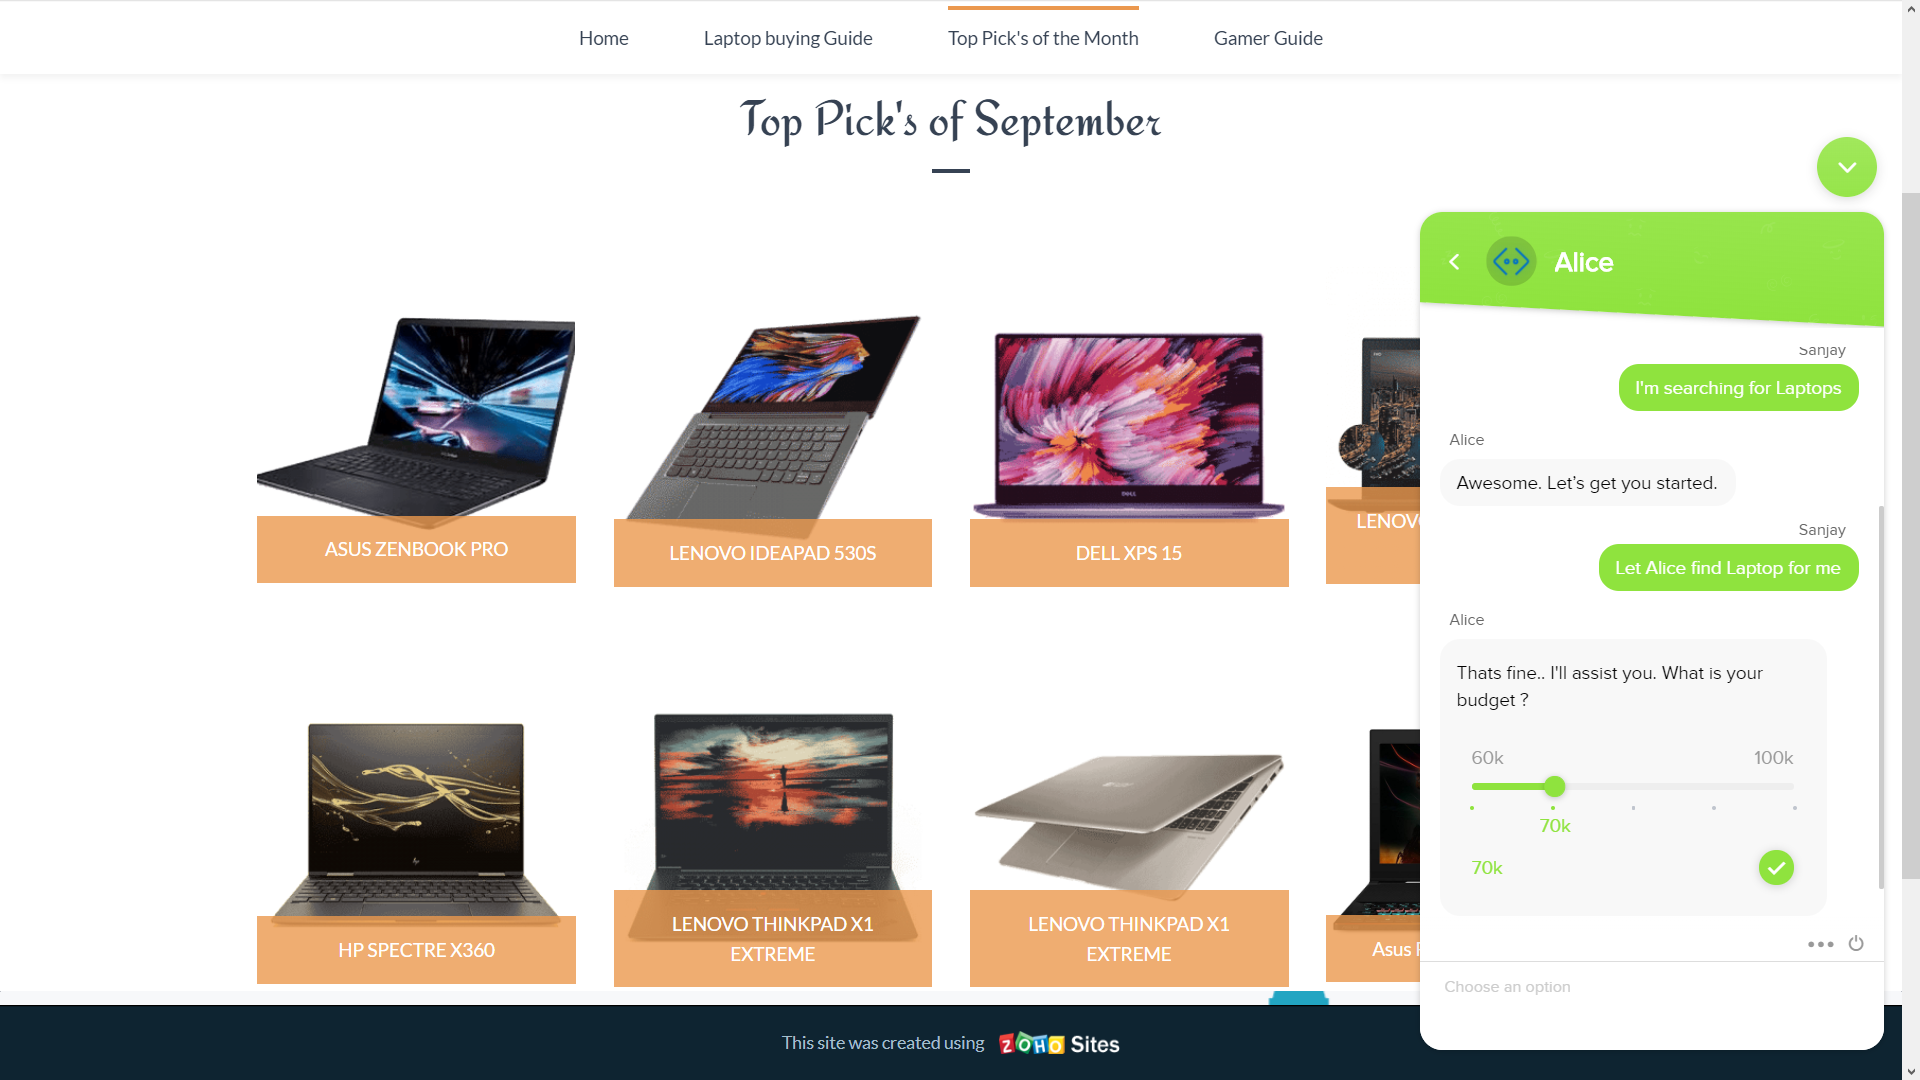 Home
Laptop buying Guide
Top Pick's of the Month
Gamer Guide
Top Pick's of September
ASUS ZENBOOK PRO
LENOVO IDEAPAD 530S
DELL XPS 15
HP SPECTRE X360
LENOVO THINKPAD X1
EXTREME
LENOVO THINKPAD X1
EXTREME
Asus
This site was created using
ZOHO Sites
Alice
Sanjay
I'm searching for Laptops
Alice
Awesome. Let's get you started.
Sanjay
Let Alice find Laptop for me
Alice
Thats fine.. I'll assist you. What is your
budget ?
60k
100k
70k
70k
Choose an option